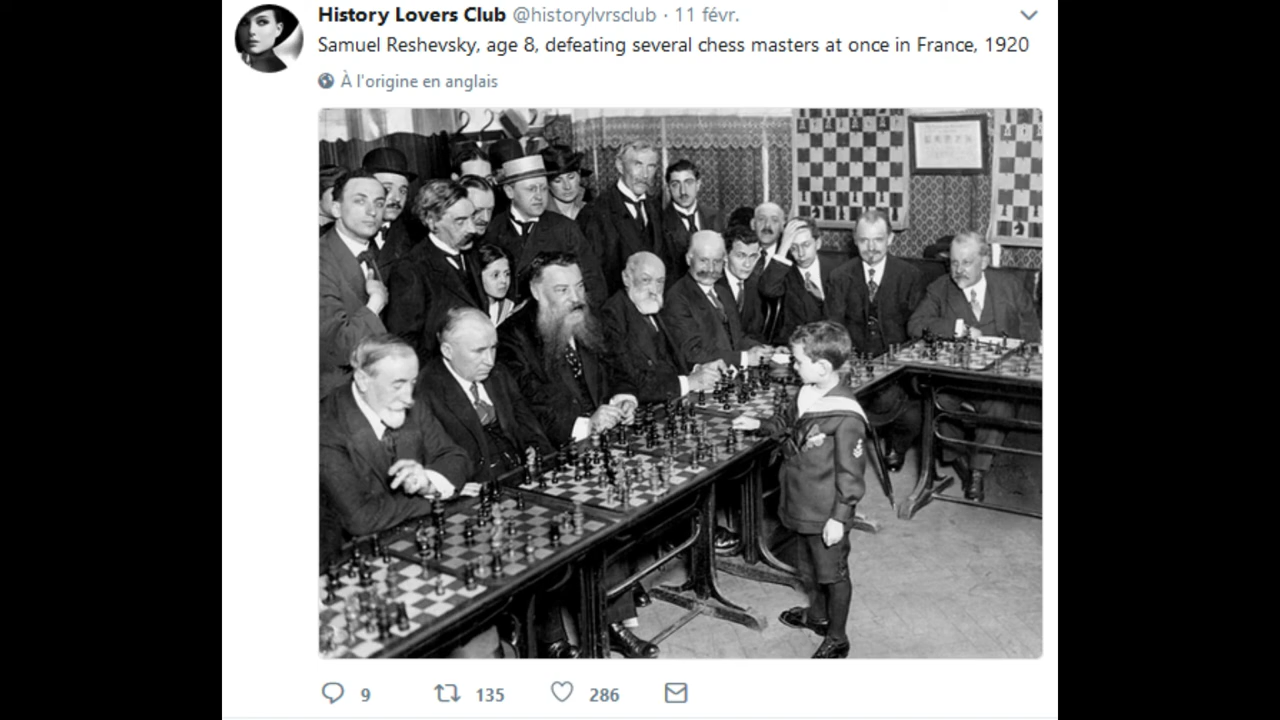 History Lovers Club @historylvrsclub · 11 févr.
Samuel Reshevsky, age 8, defeating several chess masters at once in France, 1920
À l'origine en anglais
9 135 286